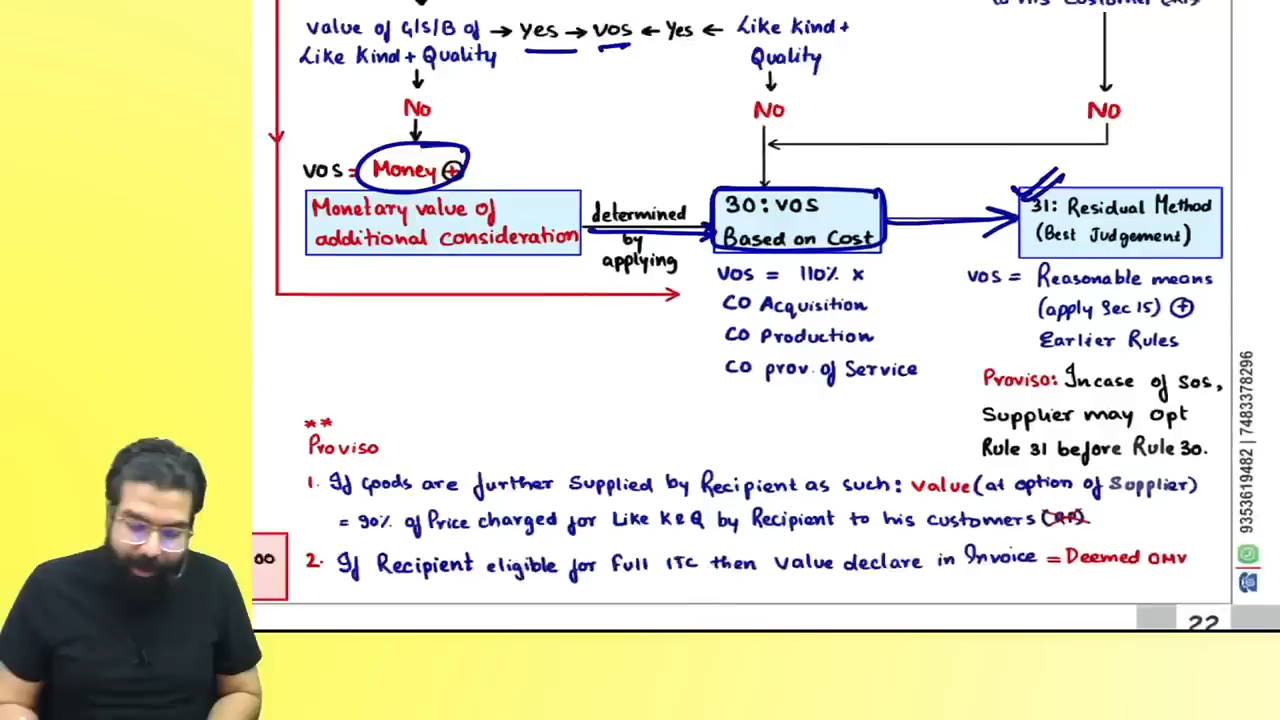 value of G/S/B of → Yes → VOS ← Yes ← Like Kind +
Like Kind + Quality
Quality
No
No
No
VOS = Money +
Monetary value of
additional consideration
determined
by
applying
30: VOS
Based on Cost
31: Residual Method
(Best Judgement)
VOS = 110% x
CO Acquisition
CO Production
CO prov. of Service
VOS = Reasonable means
(apply Sec 15) +
Earlier Rules
Proviso: Incase of SOS,
Supplier may opt
Rule 31 before Rule 30.
**
Proviso
1. If Goods are further Supplied by Recipient as such: value (at option of Supplier)
= 90% of Price charged for Like K&Q by Recipient to his customers
2. If Recipient eligible for Full ITC then value declare in Invoice = Deemed OMV
00
9353619482 | 7483378296
22